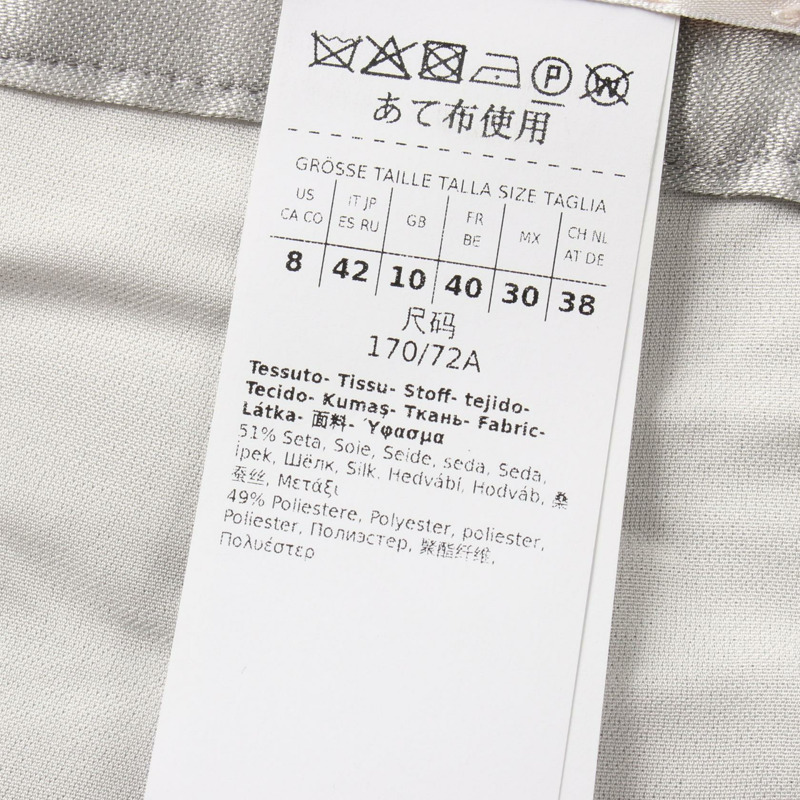 P W
あて布使用
GRÖSSE TAILLE TALLA SIZE TAGLIA
US CA CO
IT JP ES RU
GB
FR BE
MX
CH NL AT DE
8 42 10 40 30 38
尺码
170/72A
Tessuto- Tissu- Stoff- tejido-
Tecido- Kumaş- Ткань- Fabric-
Látka- 面料- Ύφασμα
51% Seta, Soie, Seide, seda, Seda,
ipek, Шёлк, Silk, Hedvábí, Hodváb, 桑
蚕丝, Μετάξι
49% Poliestere, Polyester, poliester,
Poliester, Полиэстер, 聚酯纤维,
Πολυέστερ